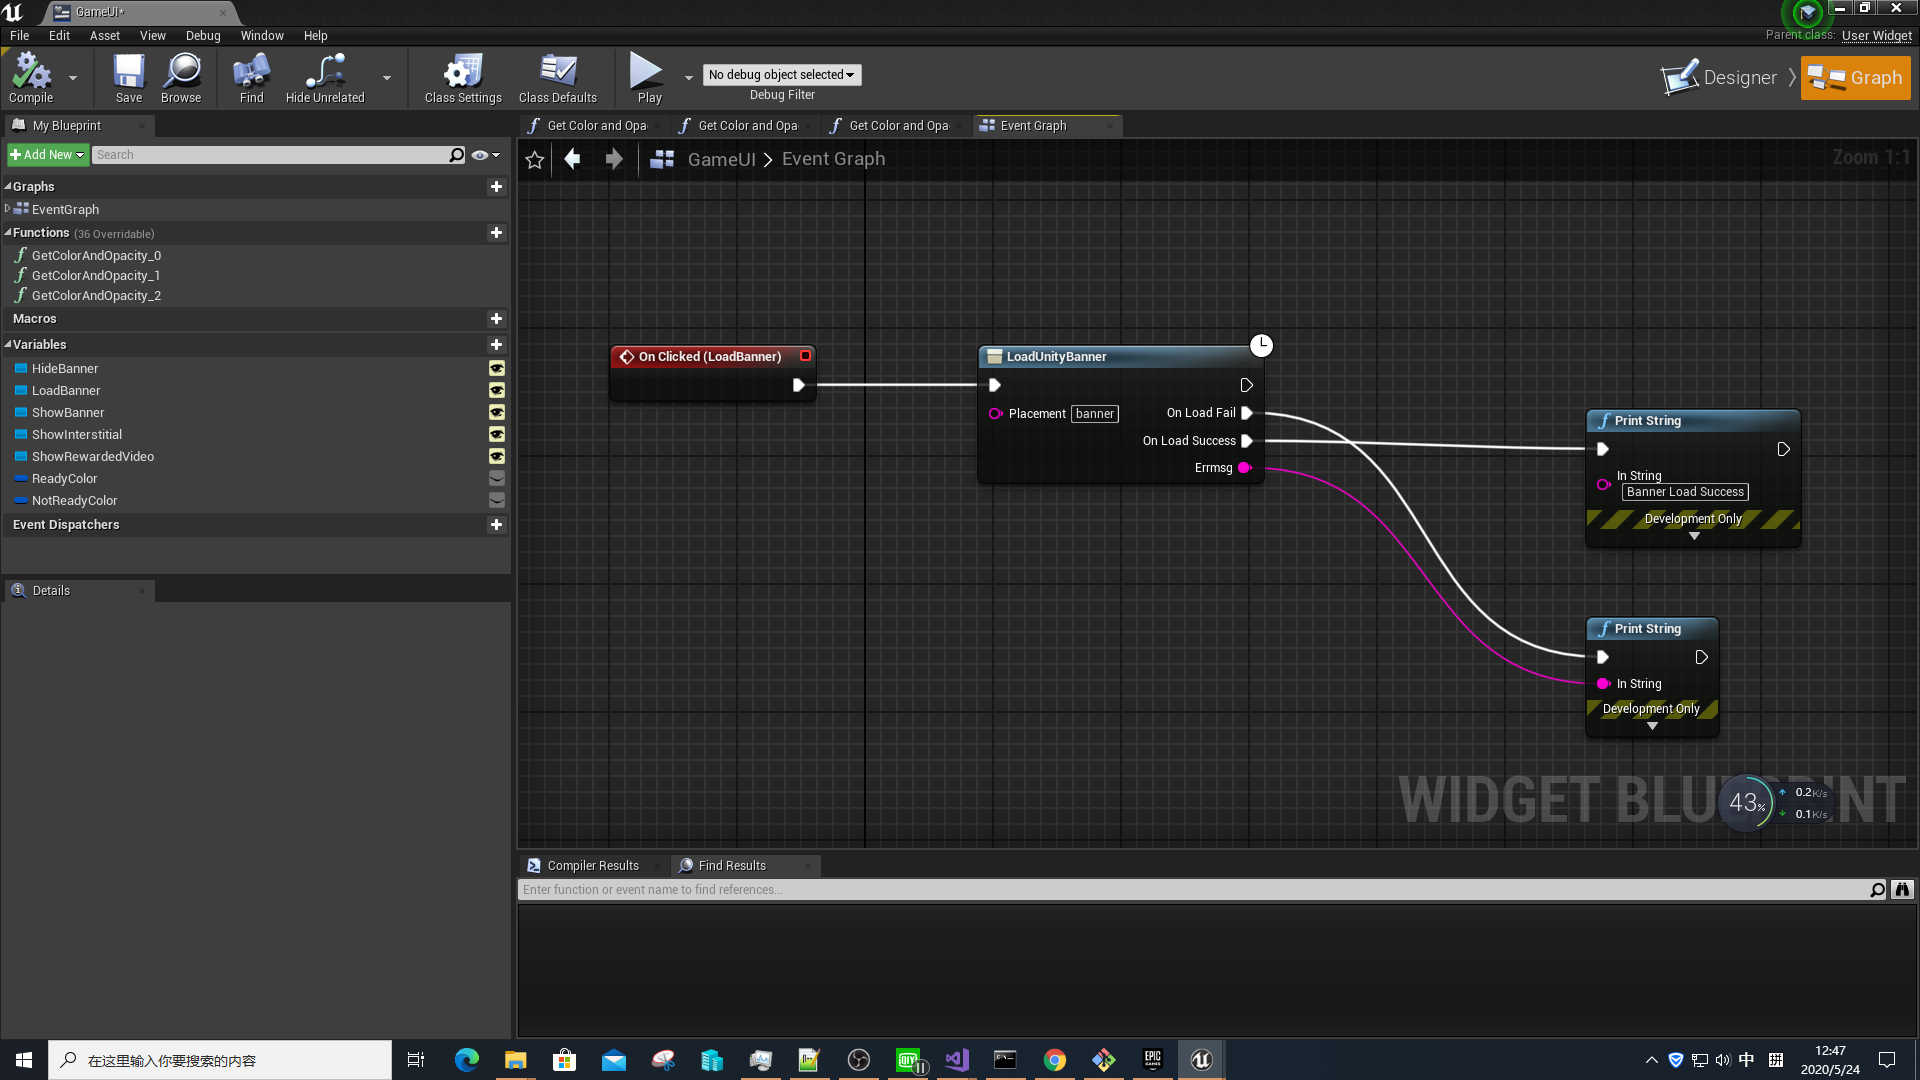 GameUI*
File Edit Asset View Debug Window Help
Parent class: User Widget
Compile
Save
Browse
Find
Hide Unrelated
Class Settings
Class Defaults
Play
No debug object selected
Debug Filter
Designer
Graph
My Blueprint
Get Color and Opa
Get Color and Opa
Get Color and Opa
Event Graph
Add New
Search
GameUI > Event Graph
Zoom 1:1
Graphs
EventGraph
Functions (36 Overridable)
GetColorAndOpacity_0
GetColorAndOpacity_1
GetColorAndOpacity_2
Macros
Variables
HideBanner
LoadBanner
ShowBanner
ShowInterstitial
ShowRewardedVideo
ReadyColor
NotReadyColor
Event Dispatchers
Details
On Clicked (LoadBanner)
LoadUnityBanner
Placement banner
On Load Fail
On Load Success
Errmsg
Print String
In String
Banner Load Success
Development Only
Print String
In String
Development Only
43%
0.2K/s
0.1K/s
Compiler Results
Find Results
Enter function or event name to find references...
在这里输入你要搜索的内容
DIY
EPIC
GAMES
中
拼
12:47
2020/5/24